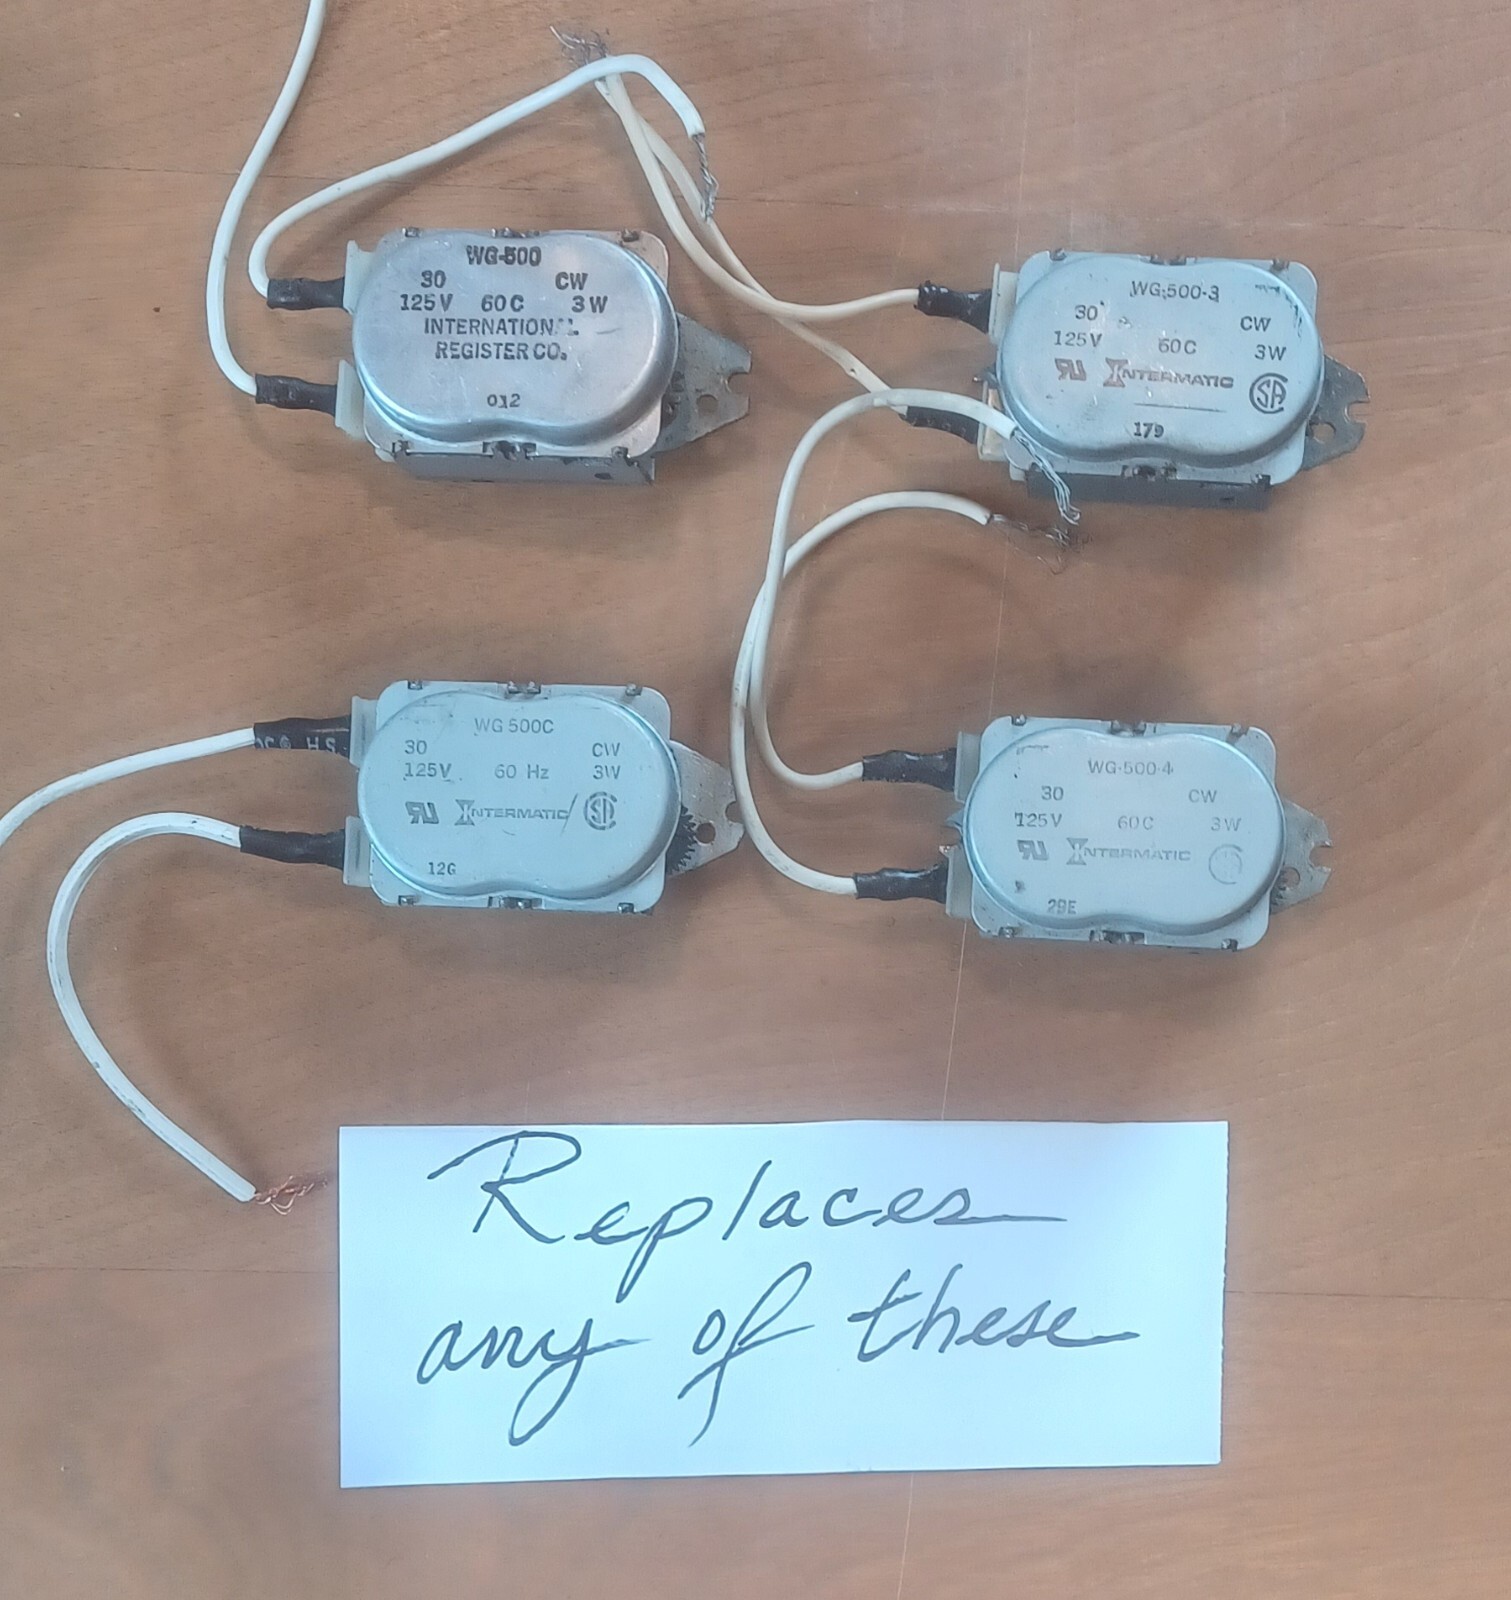 WG-500
30 CW
125V 60C 3W
INTERNATIONAL
REGISTER CO.
012
WG-500-3
30 CW
125V 60C 3W
INTERMATIC
179
WG 500C
30 CW
125V 60 Hz 3W
INTERMATIC
12G
WG-500-4
30 CW
125V 60C 3W
INTERMATIC
29E
Replaces
any of these